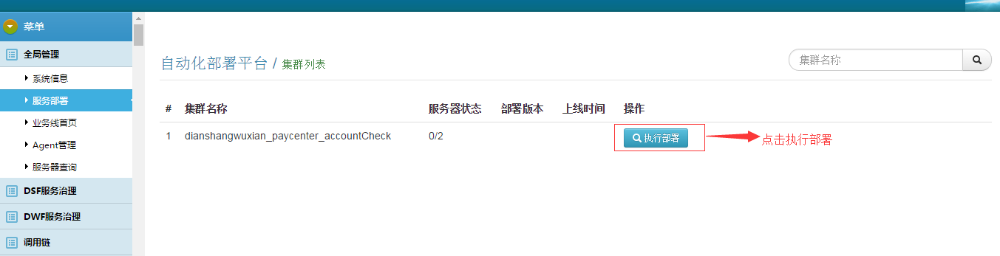 菜单
全局管理
系统信息
服务部署
业务线首页
Agent管理
服务器查询
DSF服务治理
DWF服务治理
调用链
自动化部署平台 / 集群列表
集群名称
# 集群名称 服务器状态 部署版本 上线时间 操作
1 dianshangwuxian_paycenter_accountCheck 0/2 执行部署
点击执行部署